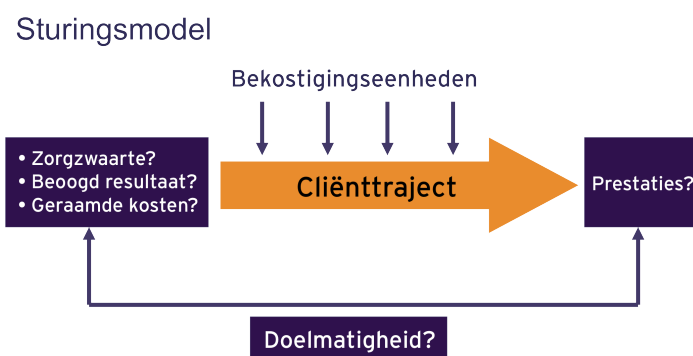 Sturingsmodel
Bekostigingseenheden
• Zorgzwaarte?
• Beoogd resultaat?
• Geraamde kosten?
Cliënttraject
Prestaties?
Doelmatigheid?